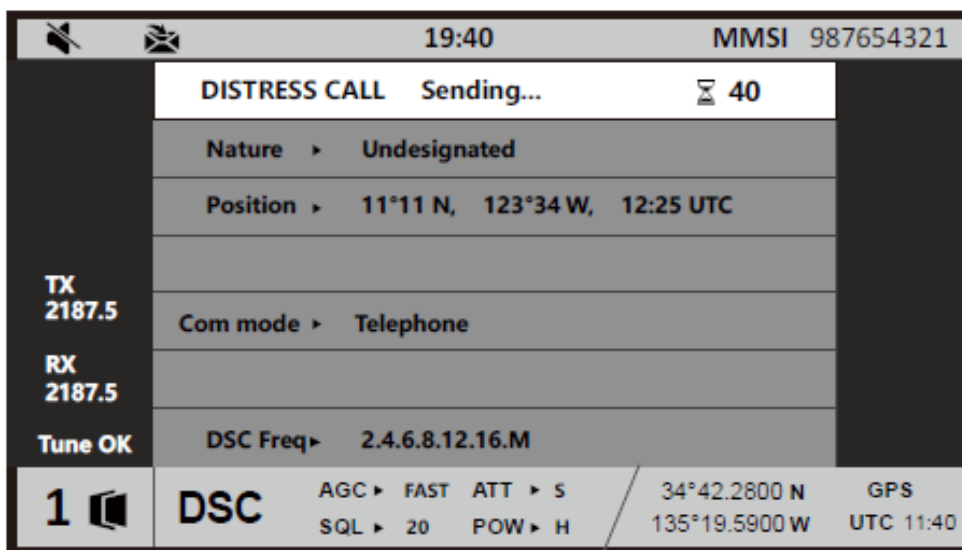 19:40 MMSI 987654321
DISTRESS CALL Sending... 40
Nature ▸ Undesignated
Position ▸ 11°11 N, 123°34 W, 12:25 UTC
TX
2187.5
Com mode ▸ Telephone
RX
2187.5
Tune OK
DSC Freq▸ 2.4.6.8.12.16.M
1 DSC
AGC ▸ FAST ATT ▸ S
SQL ▸ 20 POW ▸ H
34°42.2800 N GPS
135°19.5900 W UTC 11:40